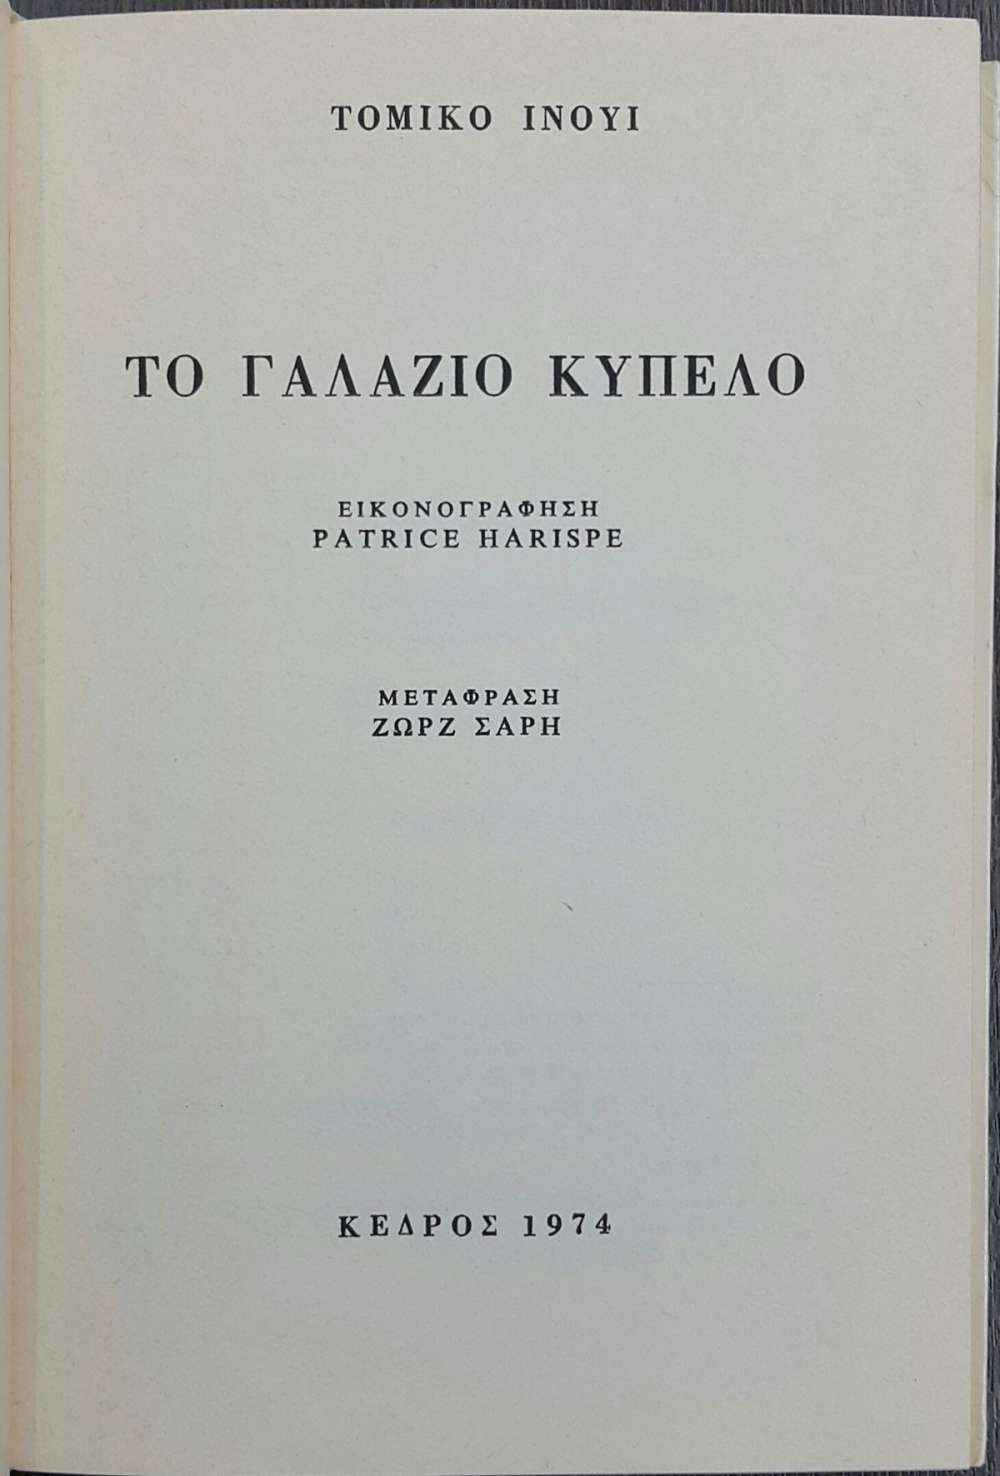 ΤΟΜΙΚΟ ΙΝΟΥΙ
ΤΟ ΓΑΛΑΖΙΟ ΚΥΠΕΛΟ
ΕΙΚΟΝΟΓΡΑΦΗΣΗ
PATRICE HARISPE
ΜΕΤΑΦΡΑΣΗ
ΖΩΡΖ ΣΑΡΗ
ΚΕΔΡΟΣ 1974